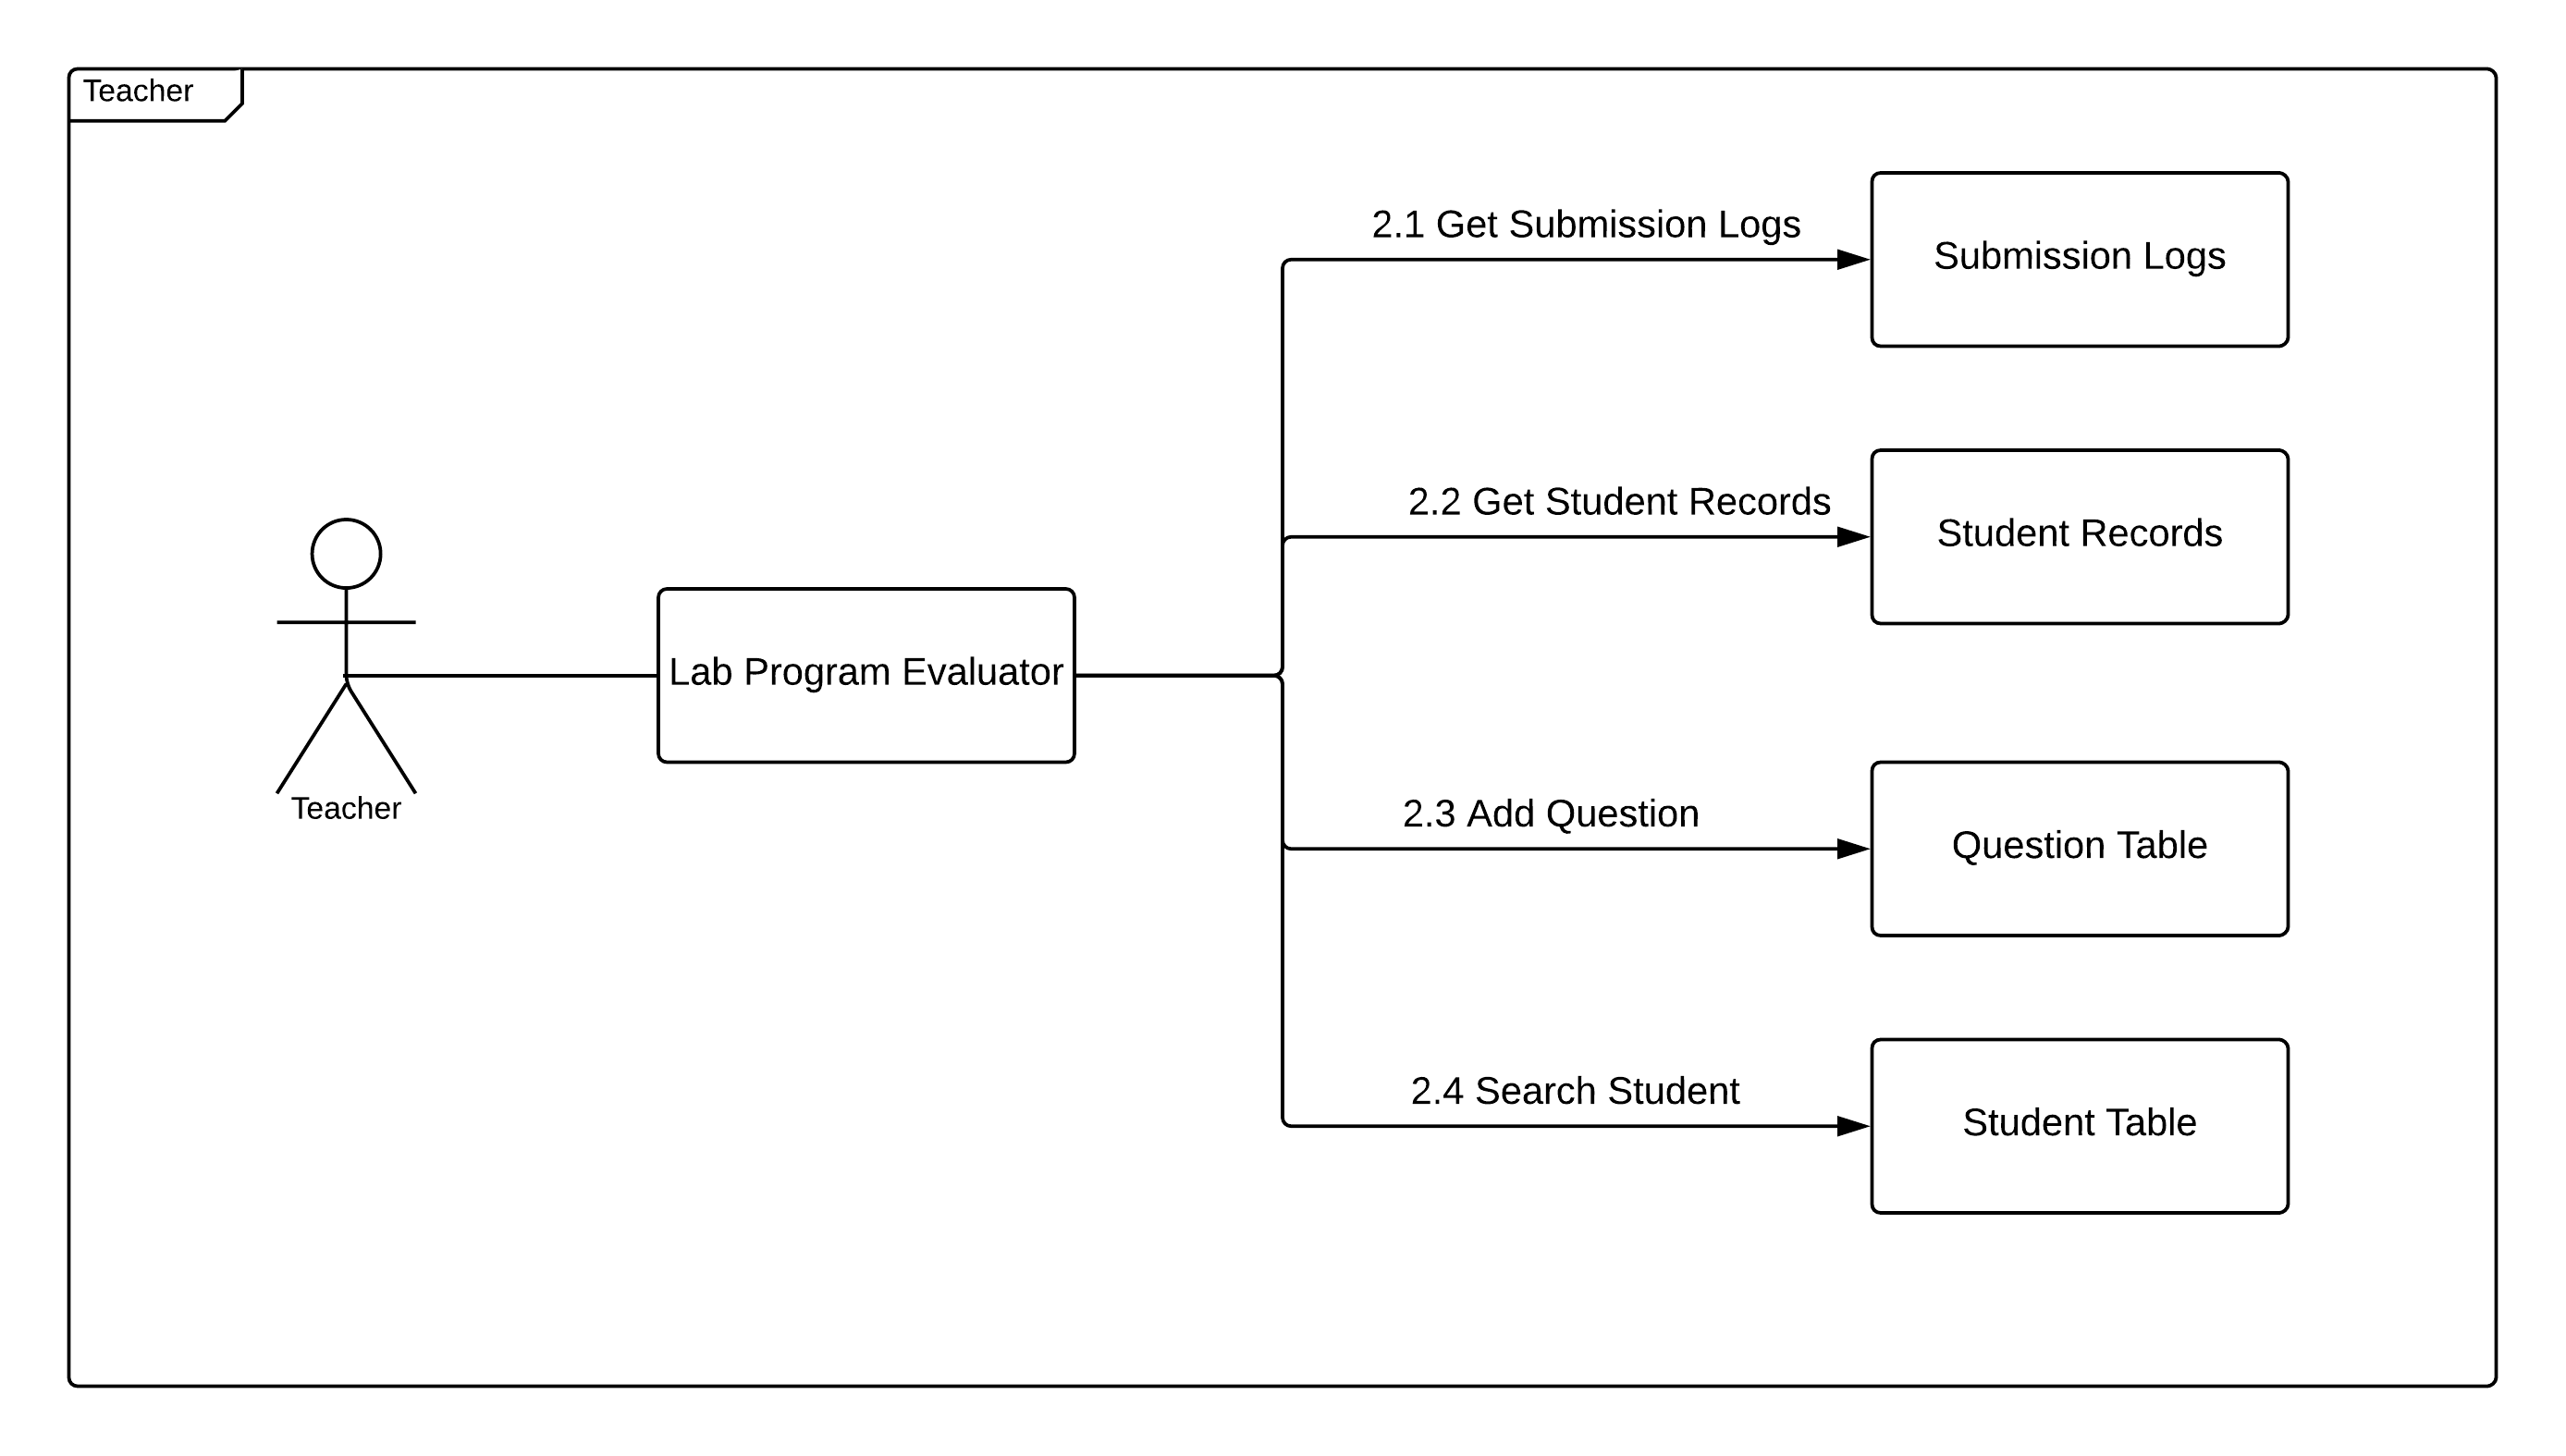 Teacher
2.1 Get Submission Logs
Submission Logs
2.2 Get Student Records
Student Records
Lab Program Evaluator
Teacher
2.3 Add Question
Question Table
2.4 Search Student
Student Table